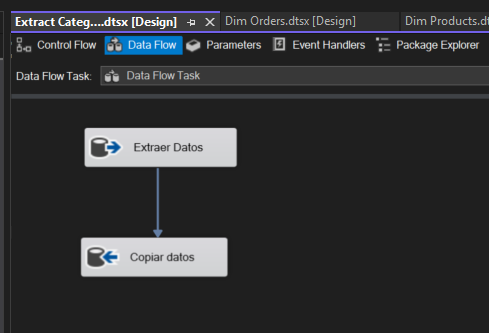 Extract Categ....dtsx [Design] Dim Orders.dtsx [Design] Dim Products.dt
Control Flow Data Flow Parameters Event Handlers Package Explorer
Data Flow Task: Data Flow Task
Extraer Datos
Copiar datos